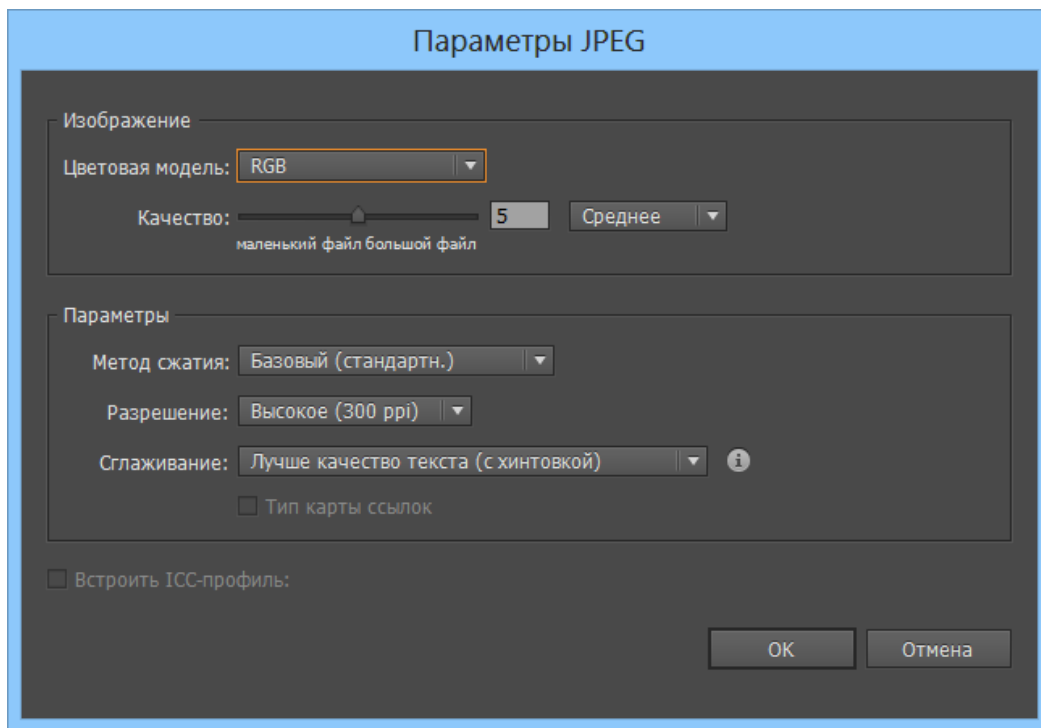 Параметры JPEG
Изображение
Цветовая модель: RGB
Качество: 5 Среднее
маленький файл большой файл
Параметры
Метод сжатия: Базовый (стандартн.)
Разрешение: Высокое (300 ppi)
Сглаживание: Лучше качество текста (с хинтовкой)
Тип карты ссылок
Встроить ICC-профиль:
OK Отмена